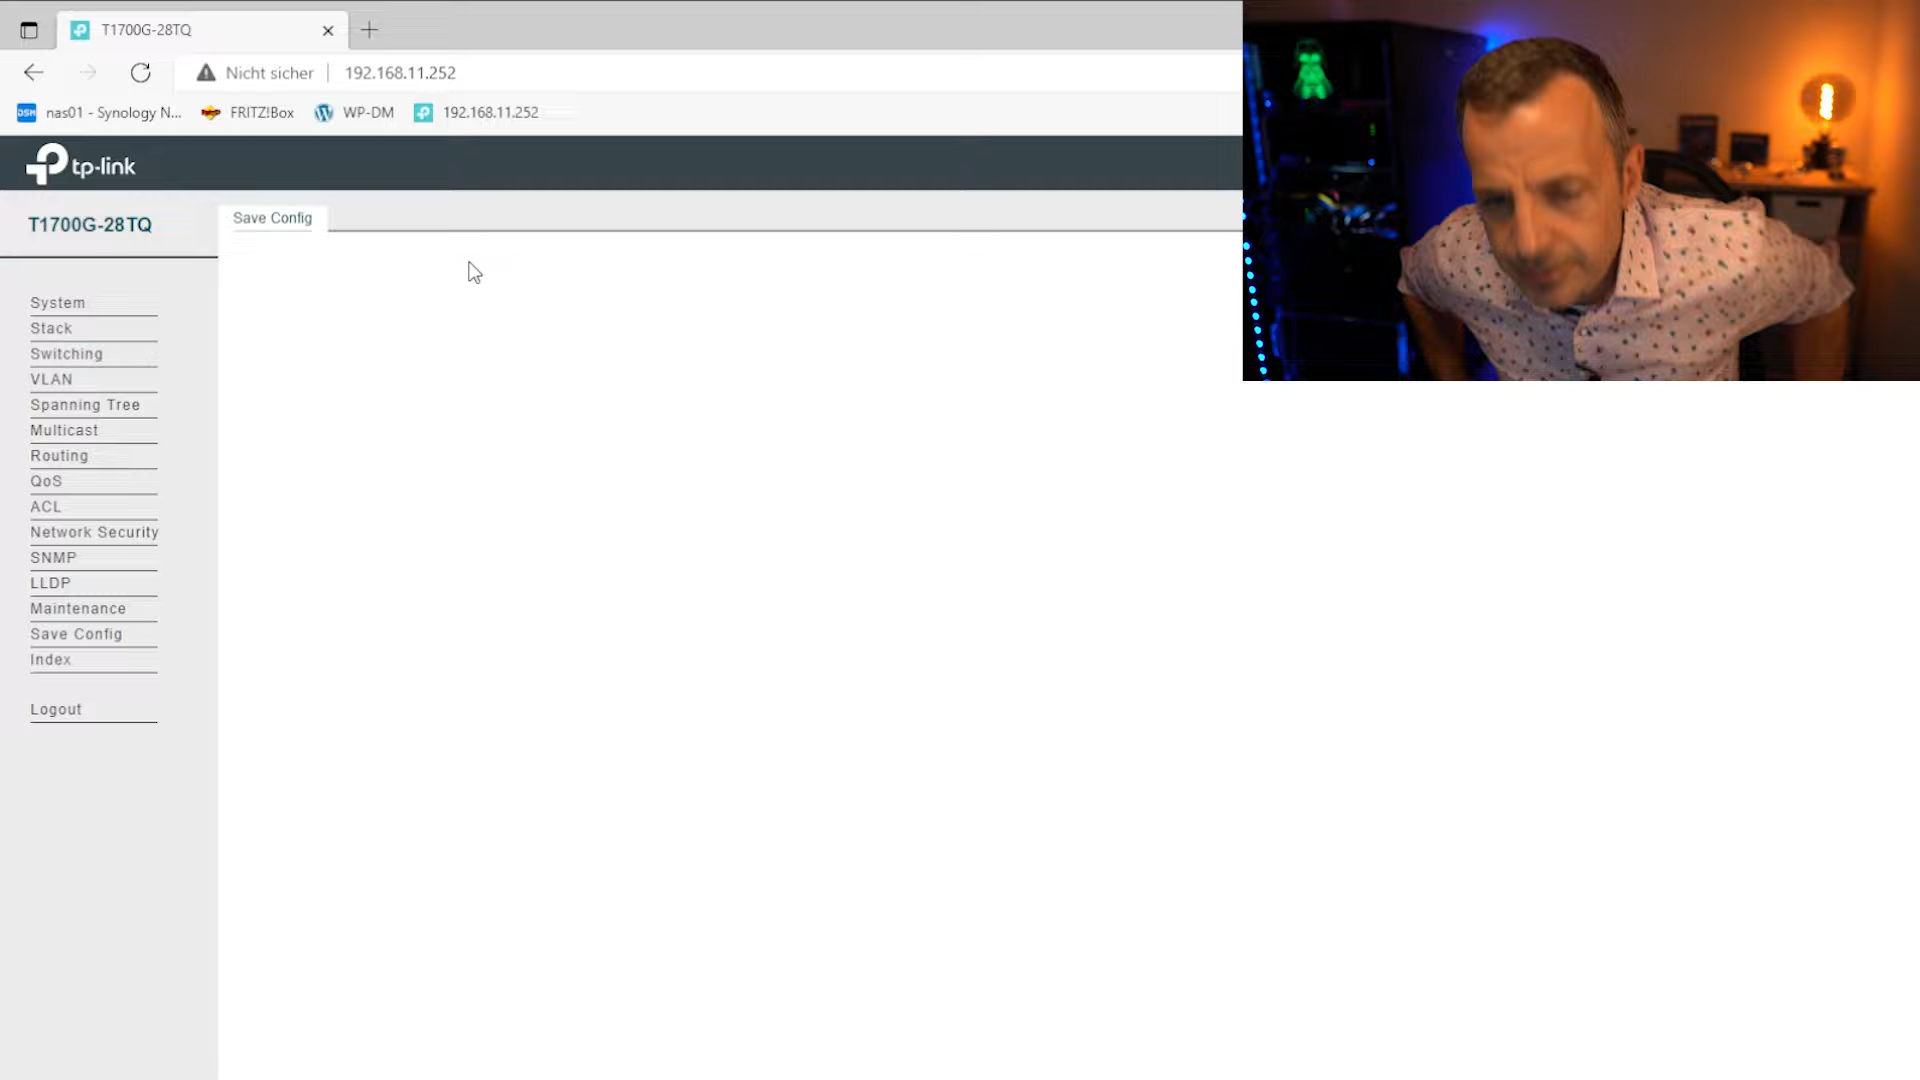 T1700G-28TQ
Nicht sicher
192.168.11.252
DSM
nas01 - Synology N...
FRITZ!Box
WP-DM
192.168.11.252
tp-link
T1700G-28TQ
Save Config
System
Stack
Switching
VLAN
Spanning Tree
Multicast
Routing
QoS
ACL
Network Security
SNMP
LLDP
Maintenance
Save Config
Index
Logout